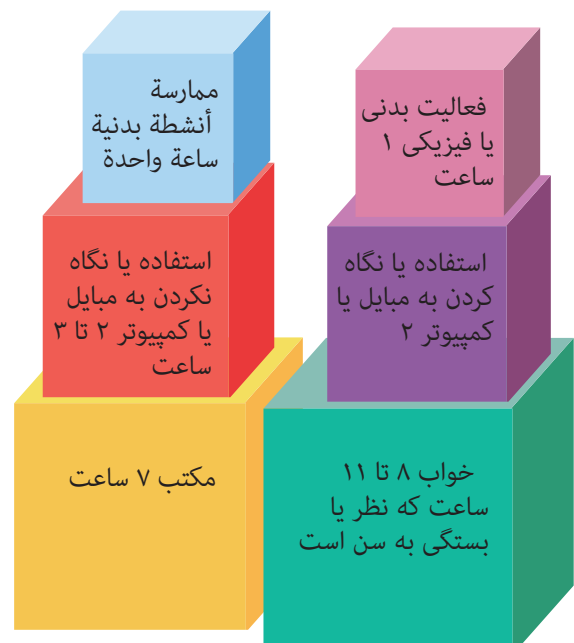 ممارسة
أنشطة بدنية
ساعة واحدة
فعالیت بدنی
یا فیزیکی ۱
ساعت
استفاده یا نگاه
نکردن به مبایل
یا کمپیوتر ۲ تا ۳
ساعت
استفاده یا نگاه
کردن به مبایل یا
کمپیوتر ۲
مکتب ۷ ساعت
خواب ۸ تا ۱۱
ساعت که نظر یا
بستگی به سن است